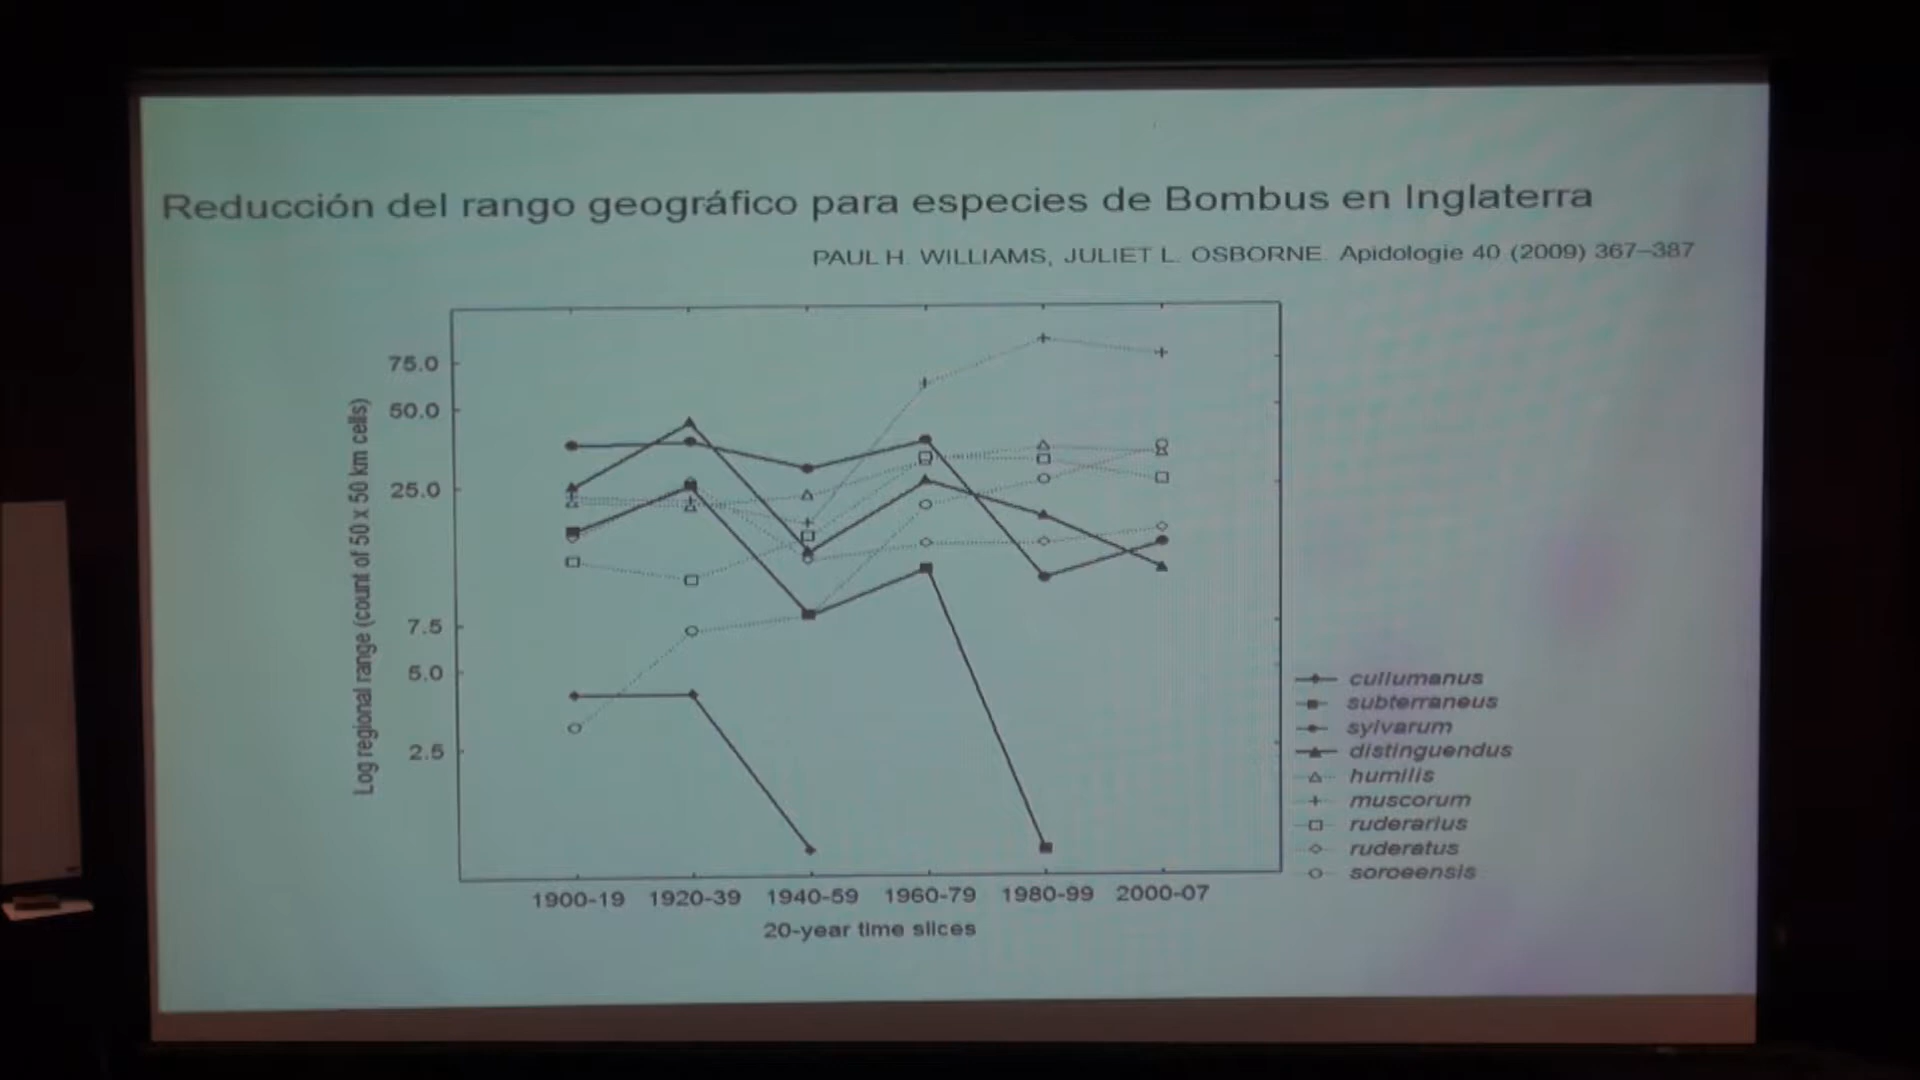 Reducción del rango geográfico para especies de Bombus en Inglaterra
PAUL H. WILLIAMS, JULIET L. OSBORNE. Apidologie 40 (2009) 367–387
Log regional range (count of 50 x 50 km cells)
75.0
50.0
25.0
7.5
5.0
2.5
1900-19 1920-39 1940-59 1960-79 1980-99 2000-07
20-year time slices
cullumanus
subterraneus
sylvarum
distinguendus
humilis
muscorum
ruderarius
ruderatus
soroeensis